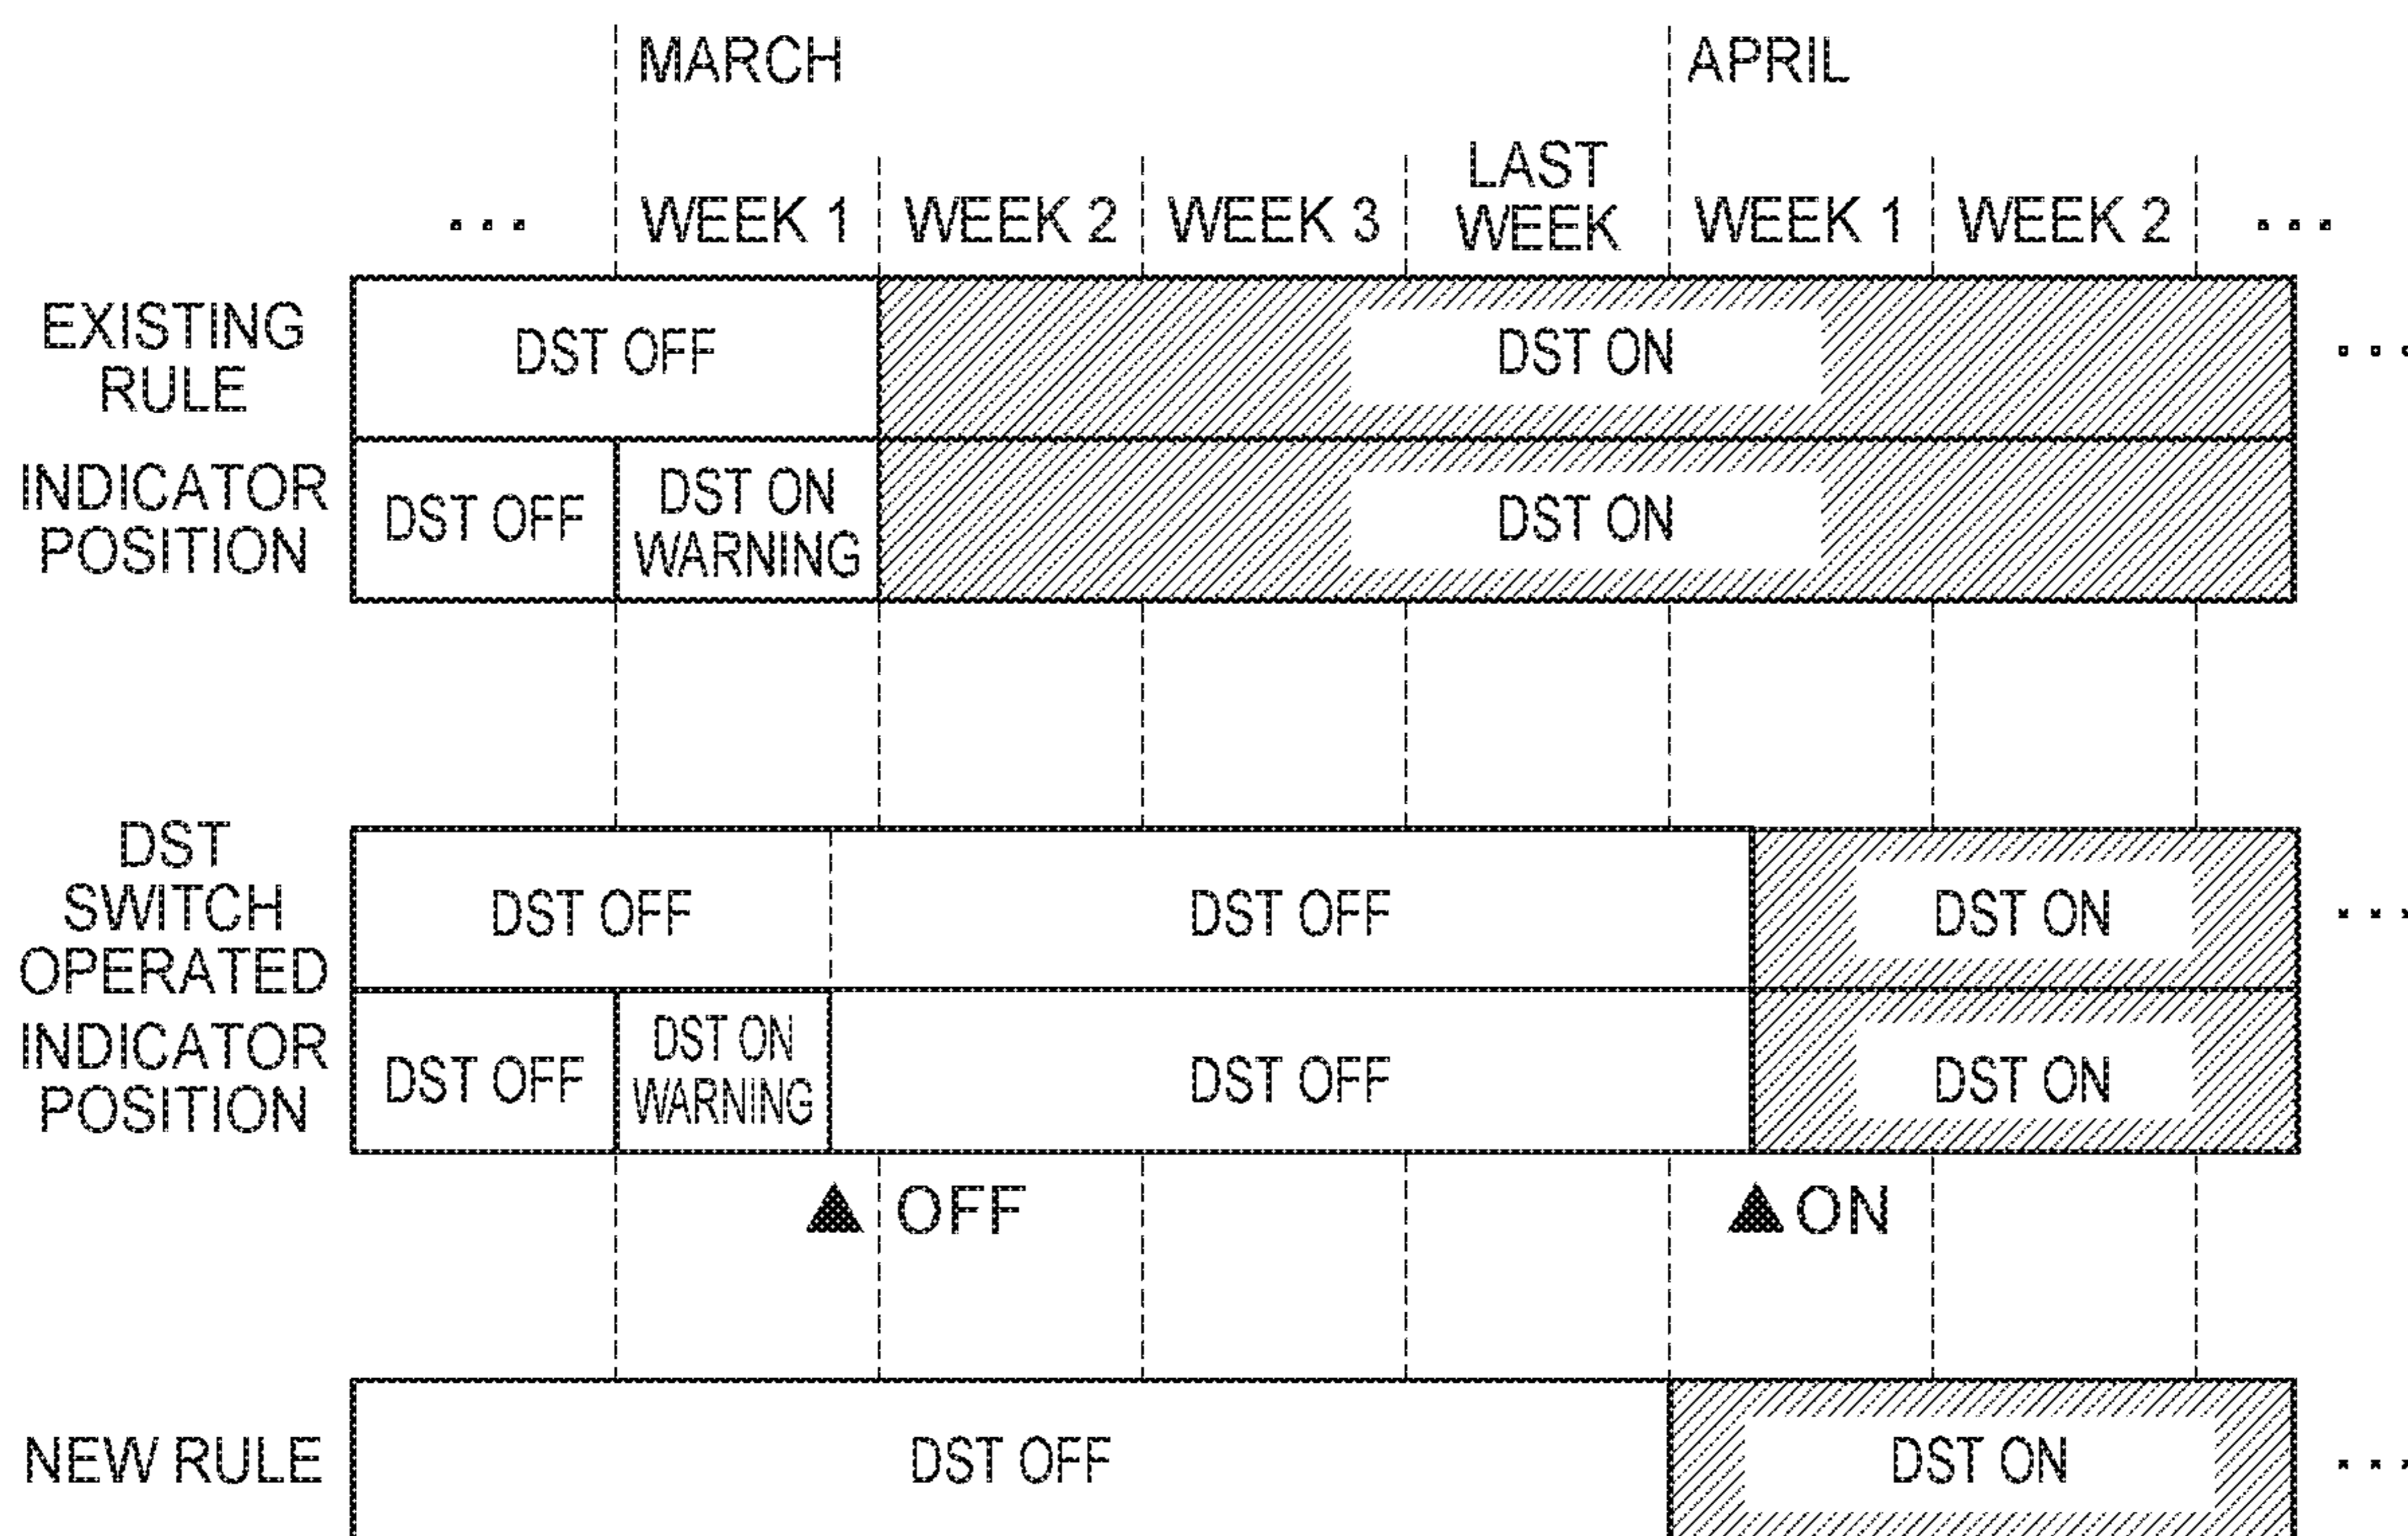 MARCH
APRIL
... WEEK 1 WEEK 2 WEEK 3 LAST WEEK WEEK 1 WEEK 2 ...
EXISTING
RULE
DST OFF
DST ON
...
INDICATOR
POSITION
DST OFF
DST ON
WARNING
DST ON
DST
SWITCH
OPERATED
DST OFF
DST OFF
DST ON
...
INDICATOR
POSITION
DST OFF
DST ON
WARNING
DST OFF
DST ON
▲ OFF
▲ ON
NEW RULE
DST OFF
DST ON
...